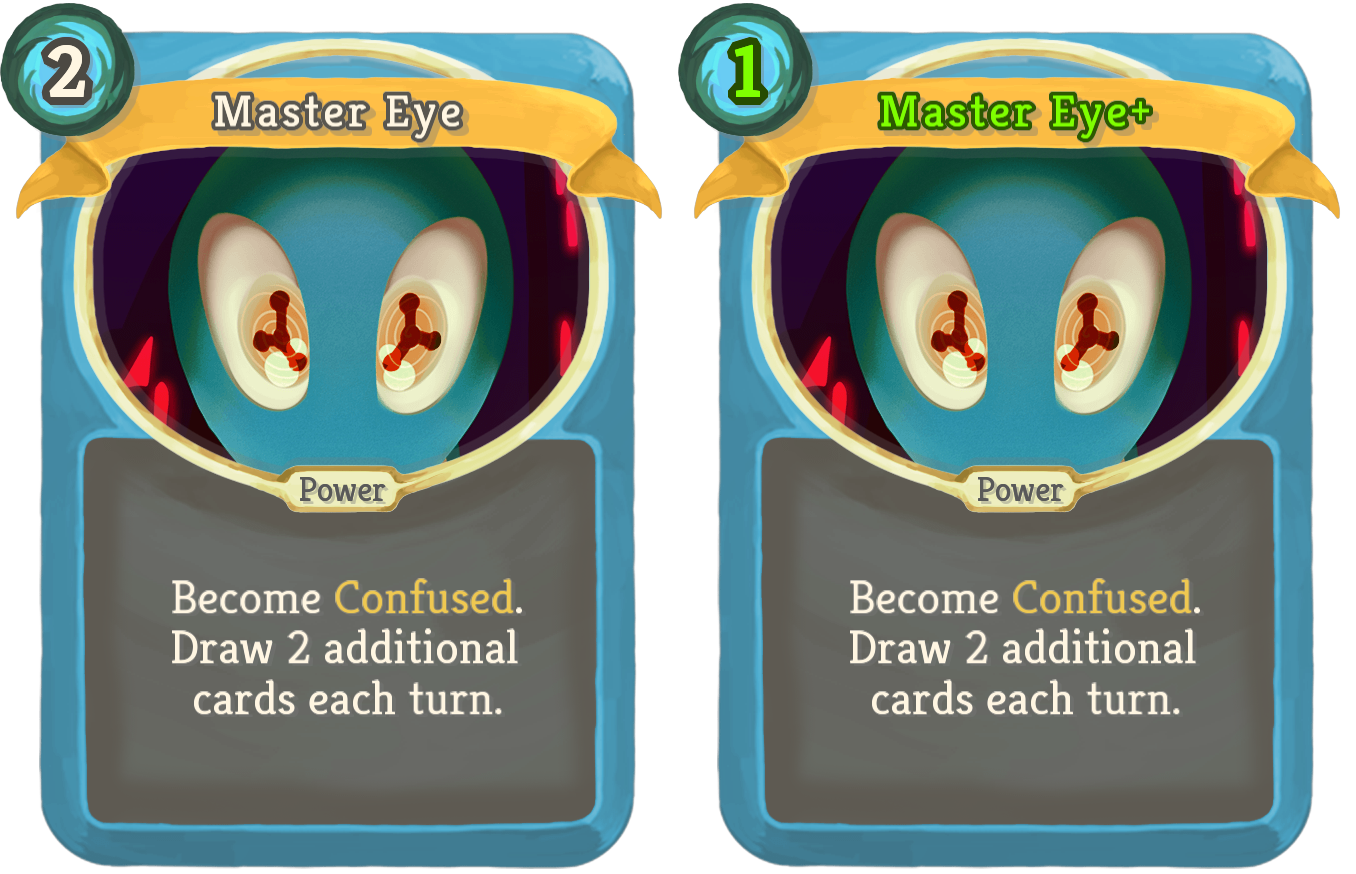 2
Master Eye
Power
Become Confused.
Draw 2 additional
cards each turn.
1
Master Eye+
Power
Become Confused.
Draw 2 additional
cards each turn.